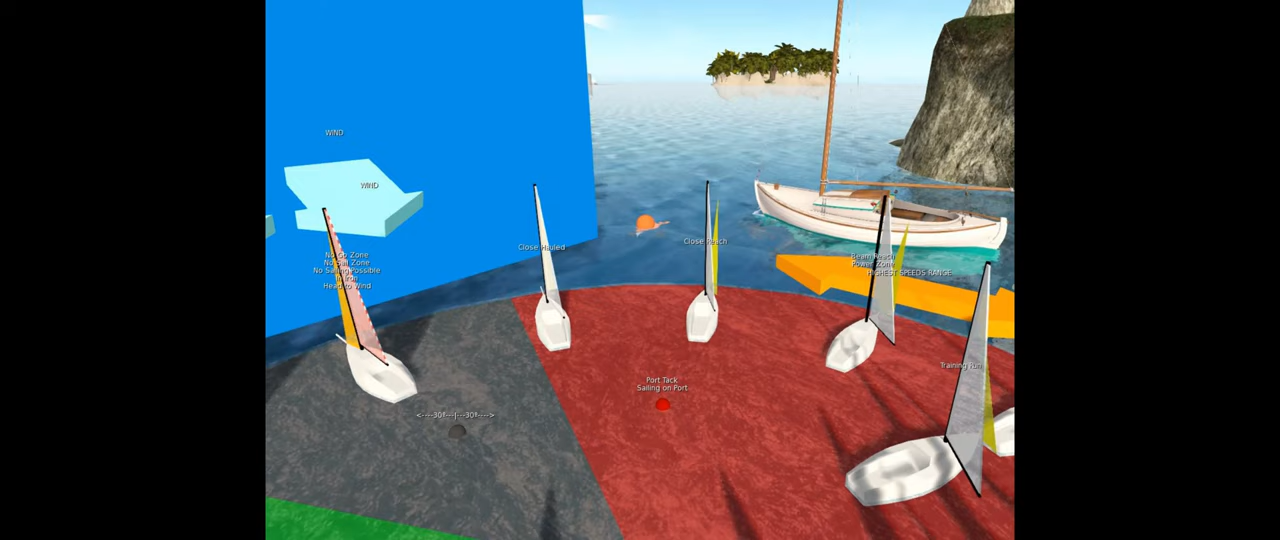 WIND
WIND
No Go Zone
No Sail Zone
No Sailing Possible
Head to Wind
Close Hauled
Close Reach
Beam Reach
Power Zone
HIGHEST SPEEDS RANGE
Training Run
Port Tack
Sailing on Port